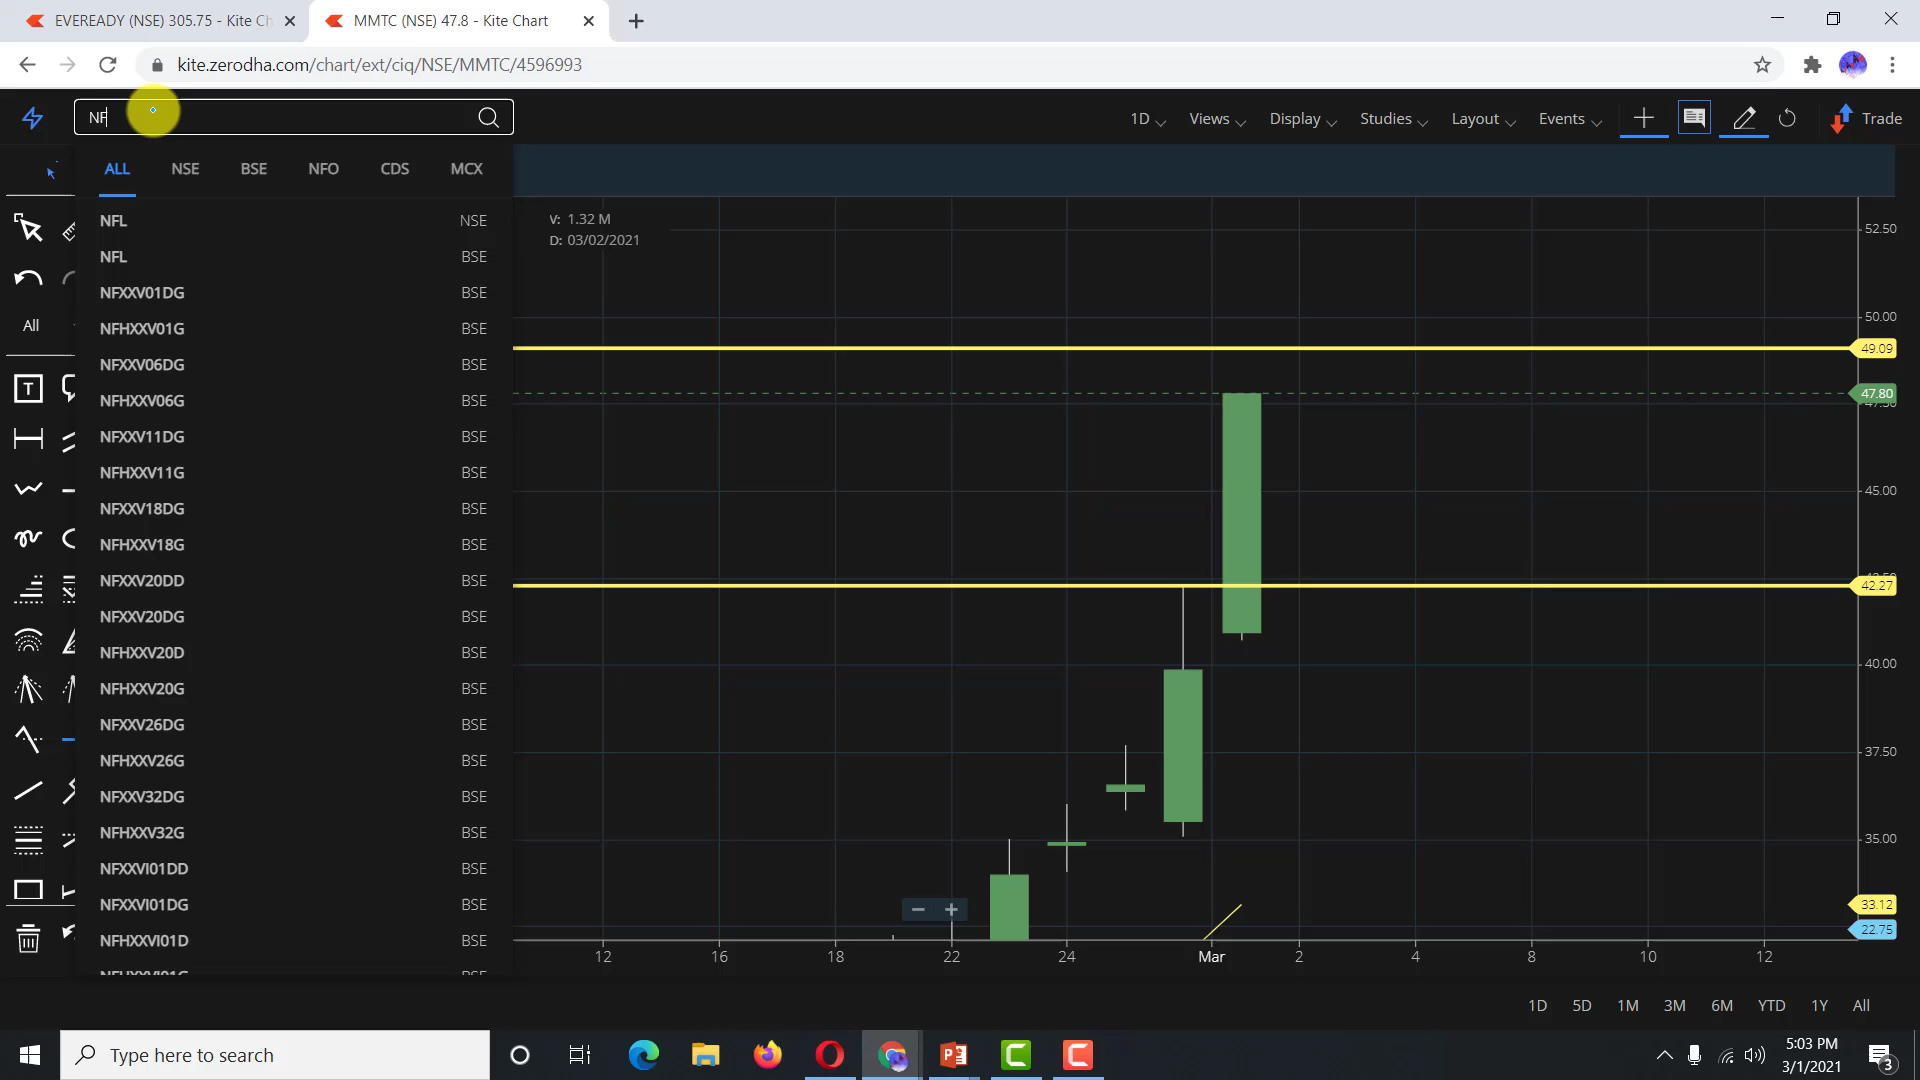 EVEREADY (NSE) 305.75 - Kite Ch
MMTC (NSE) 47.8 - Kite Chart
kite.zerodha.com/chart/ext/ciq/NSE/MMTC/4596993
NF
1D
Views
Display
Studies
Layout
Events
Trade
ALL
NSE
BSE
NFO
CDS
MCX
NFL NSE
NFL BSE
NFXXV01DG BSE
NFHXXV01G BSE
NFXXV06DG BSE
NFHXXV06G BSE
NFXXV11DG BSE
NFHXXV11G BSE
NFXXV18DG BSE
NFHXXV18G BSE
NFXXV20DD BSE
NFXXV20DG BSE
NFHXXV20D BSE
NFHXXV20G BSE
NFXXV26DG BSE
NFHXXV26G BSE
NFXXV32DG BSE
NFHXXV32G BSE
NFXXVI01DD BSE
NFXXVI01DG BSE
NFHXXVI01D BSE
All
T
V: 1.32 M
D: 03/02/2021
52.50
50.00
49.09
47.80
47.50
45.00
42.27
40.00
37.50
35.00
33.12
22.75
12
16
18
22
24
Mar
2
4
8
10
12
1D
5D
1M
3M
6M
YTD
1Y
All
Type here to search
5:03 PM
3/1/2021
3